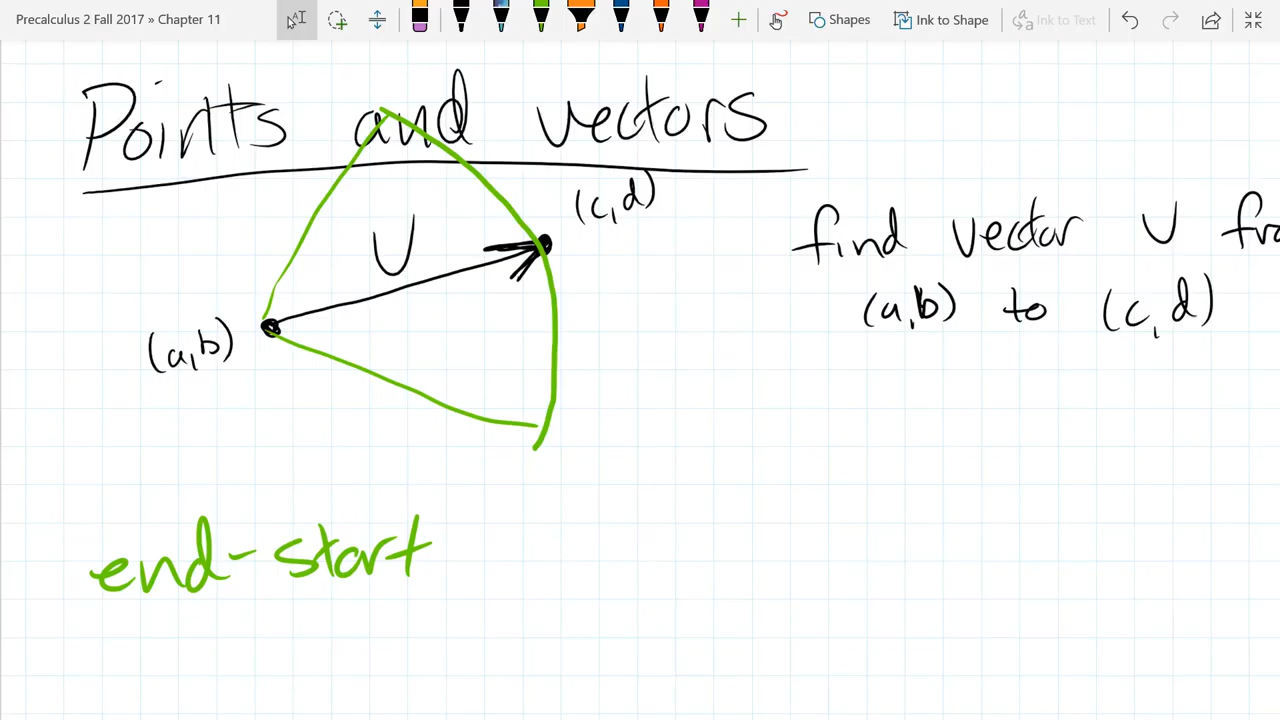 Precalculus 2 Fall 2017 » Chapter 11
Shapes
Ink to Shape
Ink to Text
Points and vectors
(c,d)
U
(a,b)
find vector U
(a,b) to (c,d)
end-start